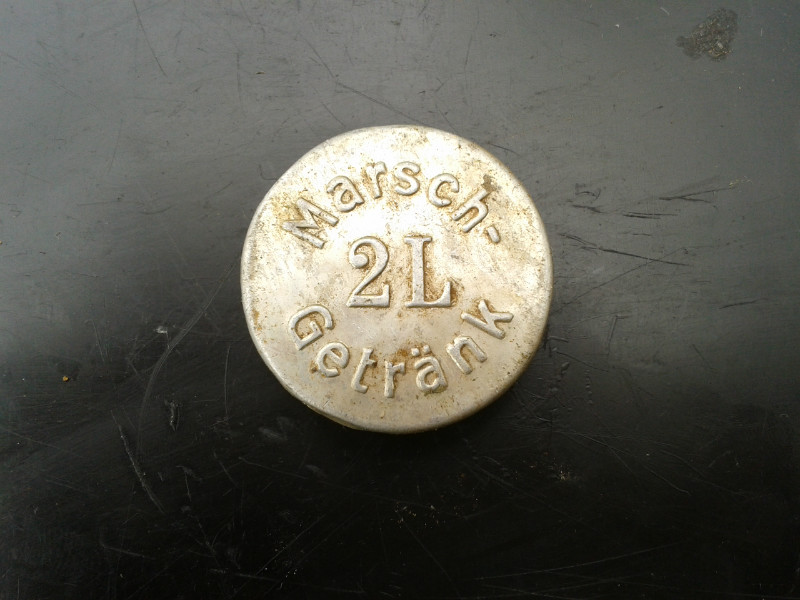 Marsch-
2L
Getränk